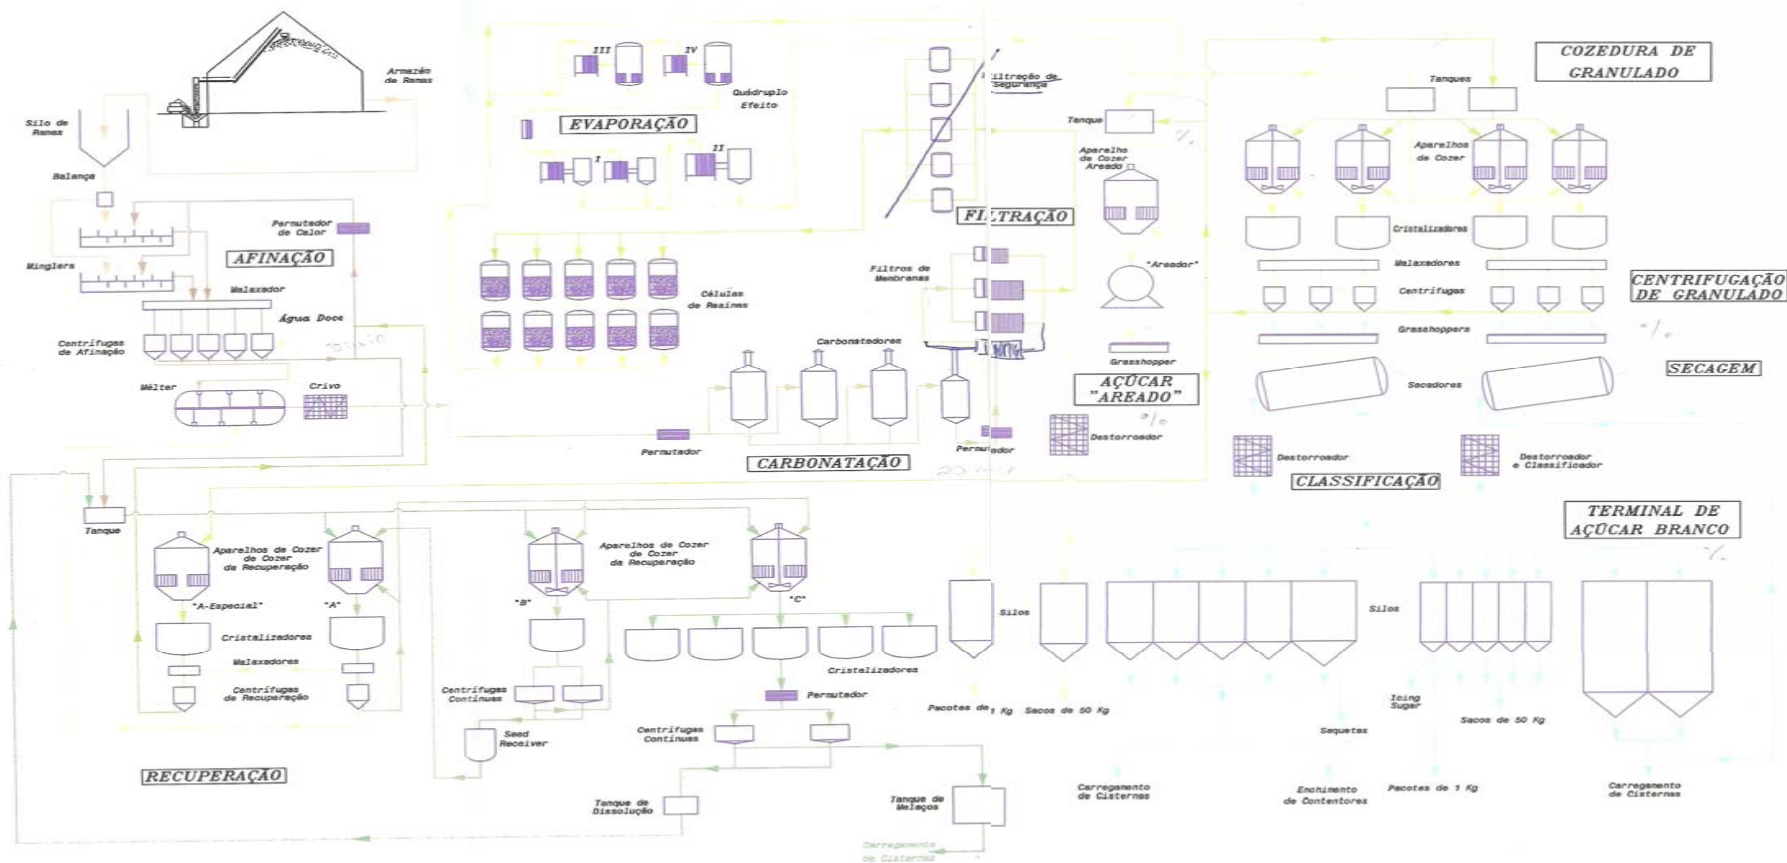 Armazém
de Ramas
Silo de
Ramas
Balança
Permutador
de Calor
AFINAÇÃO
Minglers
Malaxador
Água Doce
Centrífugas
de Afinação
Mélter
Crivo
III
IV
Quádruplo
Efeito
EVAPORAÇÃO
I
II
Filtração de
Segurança
FILTRAÇÃO
Filtros de
Membranas
Células
de Resinas
Carbonatadores
Permutador
CARBONATAÇÃO
Permutador
Tanque
Aparelho
de Cozer
Areado
"Areador"
Grasshopper
AÇÚCAR
"AREADO"
%
Destorroador
COZEDURA DE
GRANULADO
Tanques
Aparelhos
de Cozer
Cristalizadores
Malaxadores
Centrífugas
CENTRIFUGAÇÃO
DE GRANULADO
%
Grasshoppers
SECAGEM
Secadores
Destorroador
Destorroador
e Classificador
CLASSIFICAÇÃO
TERMINAL DE
AÇÚCAR BRANCO
Tanque
Aparelhos de Cozer
de Cozer
da Recuperação
"A-Especial"
"A"
Cristalizadores
Malaxadores
Centrífugas
de Recuperação
RECUPERAÇÃO
Aparelhos de Cozer
de Cozer
da Recuperação
"B"
"C"
Cristalizadores
Centrífugas
Contínuas
Permutador
Seed
Receiver
Centrífugas
Contínuas
Tanque de
Dissolução
Tanque de
Melaços
Carregamento
de Cisternas
Silos
Silos
Pacotes de 1 Kg
Sacos de 50 Kg
Saquetas
Icing
Sugar
Sacos de 50 Kg
Carregamento
de Cisternas
Enchimento
de Contentores
Pacotes de 1 Kg
Carregamento
de Cisternas